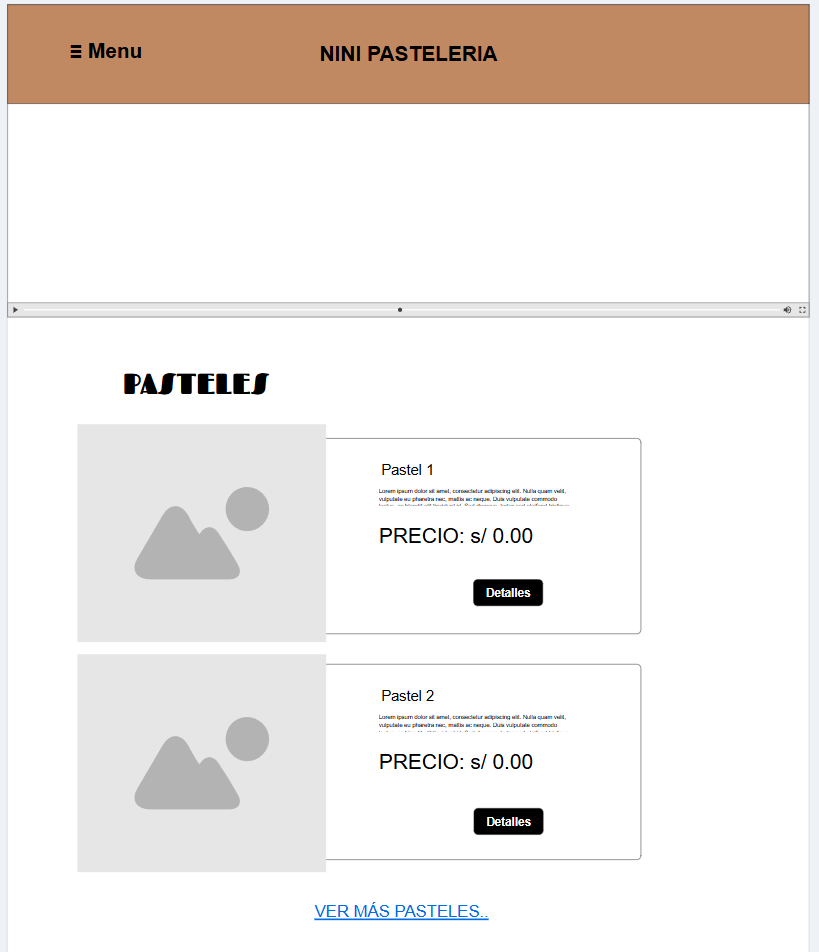 ≡ Menu
NINI PASTELERIA
PASTELES
Pastel 1
Lorem ipsum dolor sit amet, consectetur adipiscing elit. Nulla quam velit,
vulputate eu pharetra nec, mattis ac neque. Duis vulputate commodo
PRECIO: s/ 0.00
Detalles
Pastel 2
Lorem ipsum dolor sit amet, consectetur adipiscing elit. Nulla quam velit,
vulputate eu pharetra nec, mattis ac neque. Duis vulputate commodo
PRECIO: s/ 0.00
Detalles
VER MÁS PASTELES..